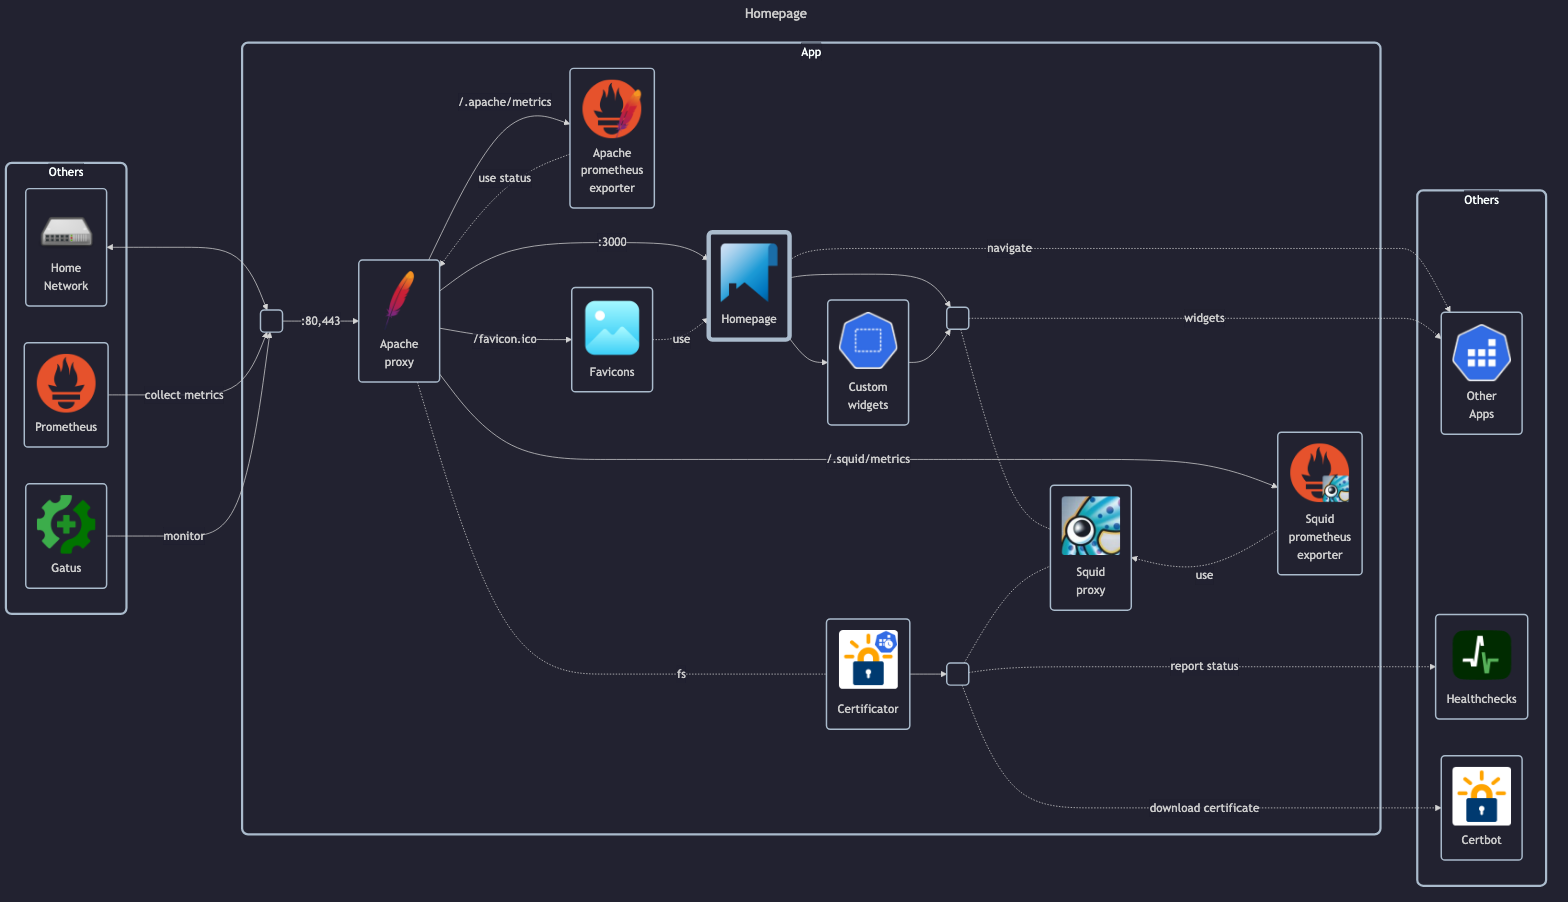 Homepage
App
Others
Home
Network
Prometheus
Gatus
collect metrics
monitor
:80,443
Apache
proxy
/.apache/metrics
use status
Apache
prometheus
exporter
:3000
/favicon.ico
Favicons
use
Homepage
Custom
widgets
navigate
widgets
/.squid/metrics
Squid
proxy
use
Squid
prometheus
exporter
fs
Certificator
report status
download certificate
Others
Other
Apps
Healthchecks
Certbot